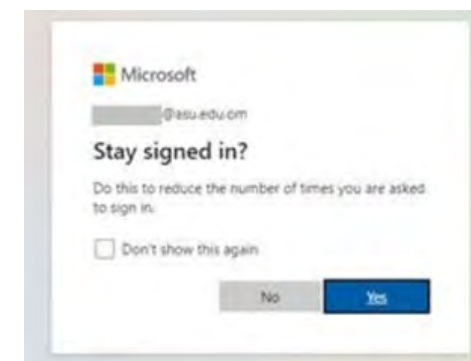 Microsoft
@asu.edu.om
Stay signed in?
Do this to reduce the number of times you are asked
to sign in.
Don't show this again
No
Yes